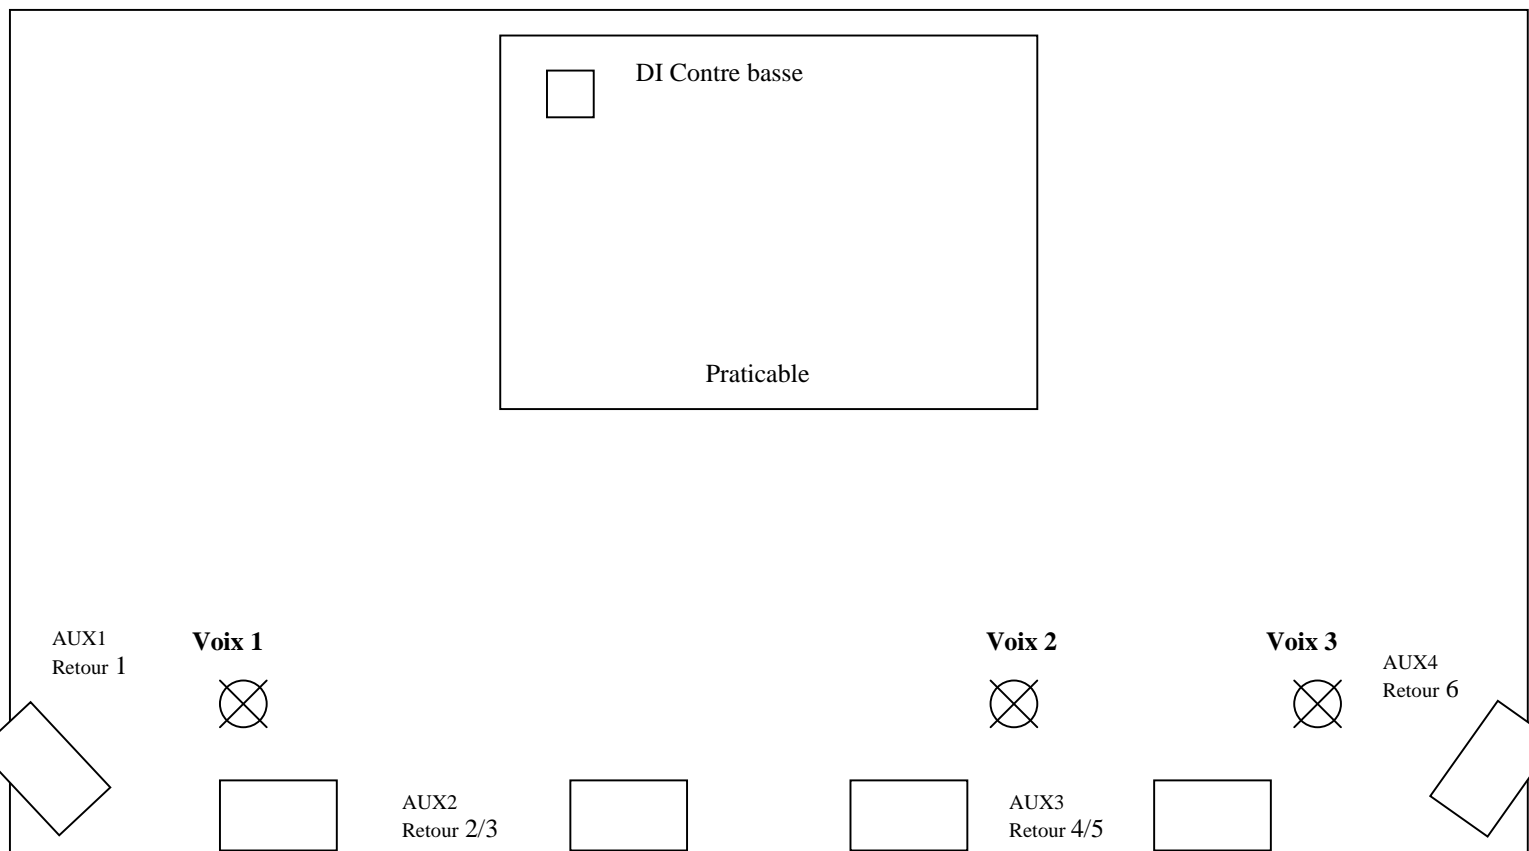 DI Contre basse
Praticable
AUX1
Retour 1
Voix 1
Voix 2
Voix 3
AUX4
Retour 6
AUX2
Retour 2/3
AUX3
Retour 4/5